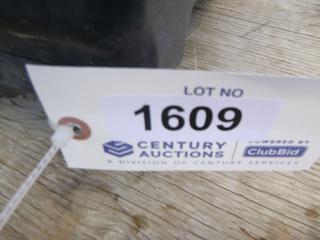 LOT NO
1609
CENTURY AUCTIONS
POWERED BY
ClubBid
A DIVISION OF CENTURY SERVICES